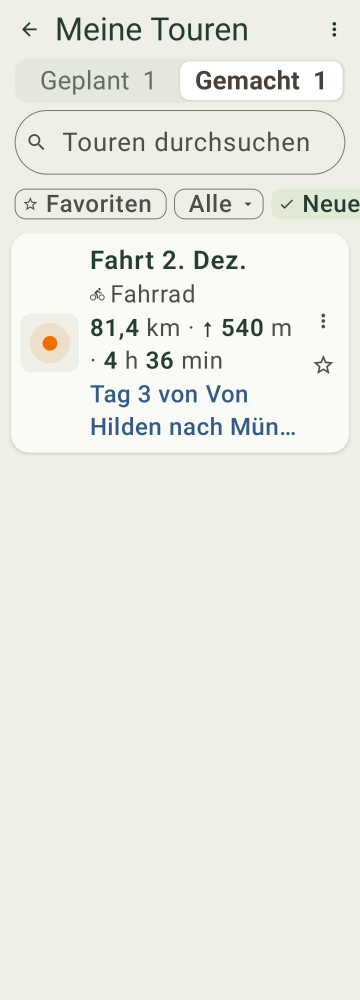 Meine Touren
Geplant 1
Gemacht 1
Touren durchsuchen
Favoriten
Alle
Neue
Fahrt 2. Dez.
Fahrrad
81,4 km · ↑ 540 m
· 4 h 36 min
Tag 3 von Von
Hilden nach Mün…